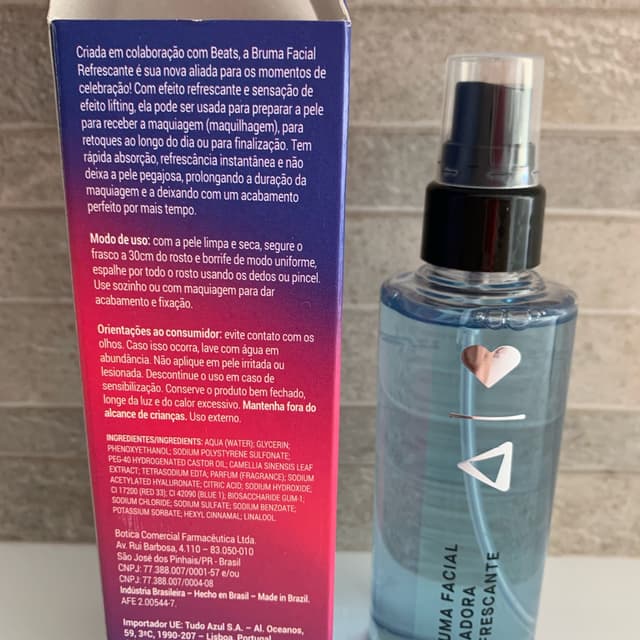 Criada em colaboração com Beats, a Bruma Facial
Refrescante é sua nova aliada para os momentos de
celebração! Com efeito refrescante e sensação de
efeito lifting, ela pode ser usada para preparar a pele
para receber a maquiagem (maquilhagem), para
retoques ao longo do dia ou para finalização. Tem
rápida absorção, refrescância instantânea e não
deixa a pele pegajosa, prolongando a duração da
maquiagem e a deixando com um acabamento
perfeito por mais tempo.
Modo de uso: com a pele limpa e seca, segure o
frasco a 30cm do rosto e borrife de modo uniforme,
espalhe por todo o rosto usando os dedos ou pincel.
Use sozinho ou com maquiagem para dar
acabamento e fixação.
Orientações ao consumidor: evite contato com os
olhos. Caso isso ocorra, lave com água em
abundância. Não aplique em pele irritada ou
lesionada. Descontinue o uso em caso de
sensibilização. Conserve o produto bem fechado,
longe da luz e do calor excessivo. Mantenha fora do
alcance de crianças. Uso externo.
INGREDIENTES/INGREDIENTS: AQUA (WATER); GLYCERIN;
PHENOXYETHANOL; SODIUM POLYSTYRENE SULFONATE;
PEG-40 HYDROGENATED CASTOR OIL; CAMELLIA SINENSIS LEAF
EXTRACT; TETRASODIUM EDTA; PARFUM (FRAGRANCE); SODIUM
ACETYLATED HYALURONATE; CITRIC ACID; SODIUM HYDROXIDE;
CI 17200 (RED 33); CI 42090 (BLUE 1); BIOSACCHARIDE GUM-1;
SODIUM CHLORIDE; SODIUM SULFATE; SODIUM BENZOATE;
POTASSIUM SORBATE; HEXYL CINNAMAL; LINALOOL.
Botica Comercial Farmacêutica Ltda.
Av. Rui Barbosa, 4.110 – 83.050-010
São José dos Pinhais/PR - Brasil
CNPJ: 77.388.007/0001-57 e/ou
CNPJ: 77.388.007/0004-08
Indústria Brasileira – Hecho en Brasil – Made in Brazil.
AFE 2.00544-7.
Importador UE: Tudo Azul S.A. – Al. Oceanos,
59, 3ºC, 1990-207 – Lisboa, Portugal
UMA FACIAL
ADORA
FRESCANTE